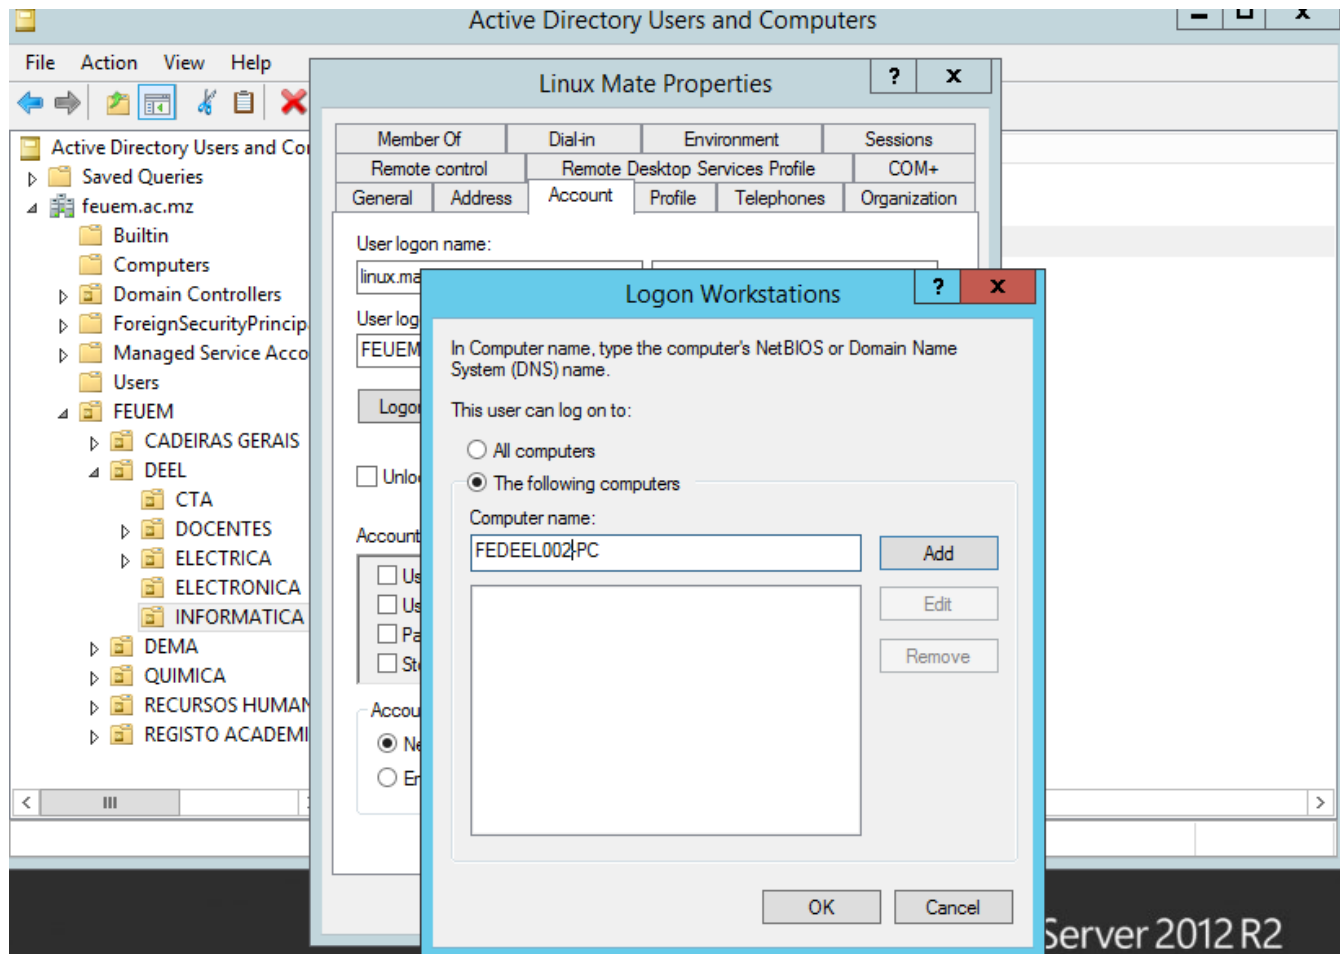 Active Directory Users and Computers
File Action View Help
Linux Mate Properties
? x
Member Of Dial-in Environment Sessions
Remote control Remote Desktop Services Profile COM+
General Address Account Profile Telephones Organization
Active Directory Users and Co
Saved Queries
feuem.ac.mz
Builtin
Computers
Domain Controllers
ForeignSecurityPrincip
Managed Service Acco
Users
FEUEM
CADEIRAS GERAIS
DEEL
CTA
DOCENTES
ELECTRICA
ELECTRONICA
INFORMATICA
DEMA
QUIMICA
RECURSOS HUMAN
REGISTO ACADEMI
User logon name:
linux.ma
User log
FEUEM
Logo
Unlo
Account
Us
Us
Pa
Sto
Accou
Ne
Logon Workstations
? x
In Computer name, type the computer's NetBIOS or Domain Name
System (DNS) name.
This user can log on to:
All computers
The following computers
Computer name:
FEDEEL002-PC
Add
Edit
Remove
OK Cancel
Server 2012 R2